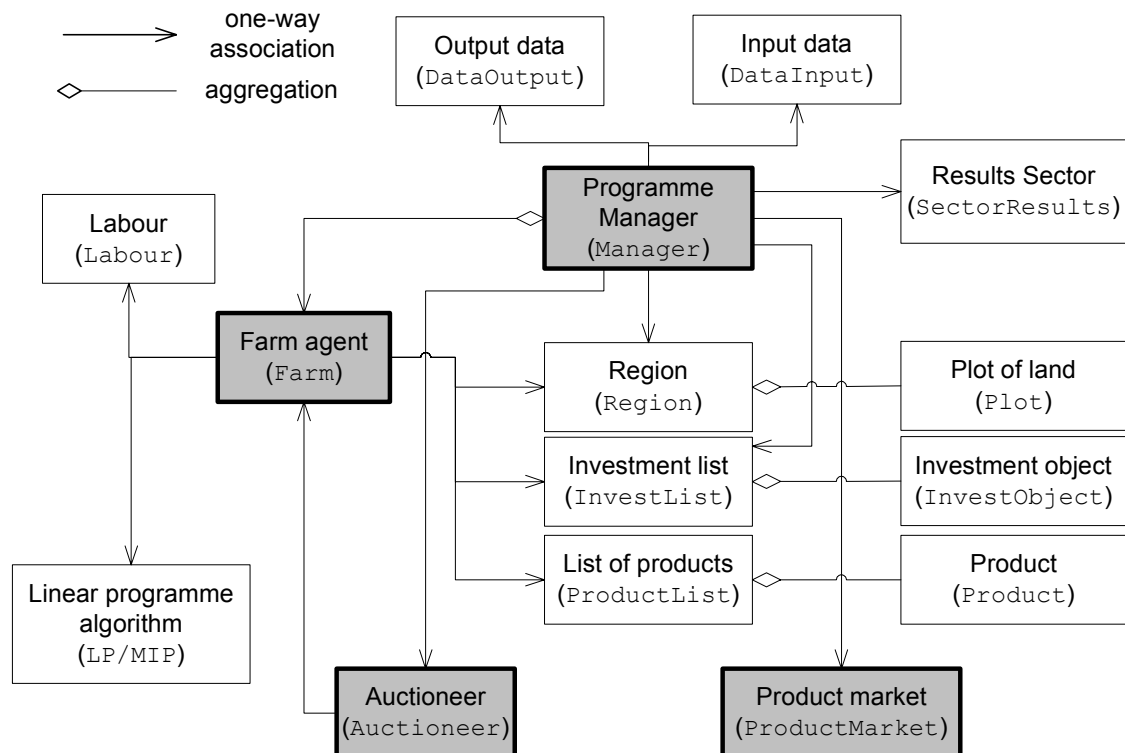 one-way
association
aggregation
Output data
(DataOutput)
Input data
(DataInput)
Programme
Manager
(Manager)
Results Sector
(SectorResults)
Labour
(Labour)
Farm agent
(Farm)
Region
(Region)
Plot of land
(Plot)
Investment list
(InvestList)
Investment object
(InvestObject)
List of products
(ProductList)
Product
(Product)
Linear programme
algorithm
(LP/MIP)
Auctioneer
(Auctioneer)
Product market
(ProductMarket)